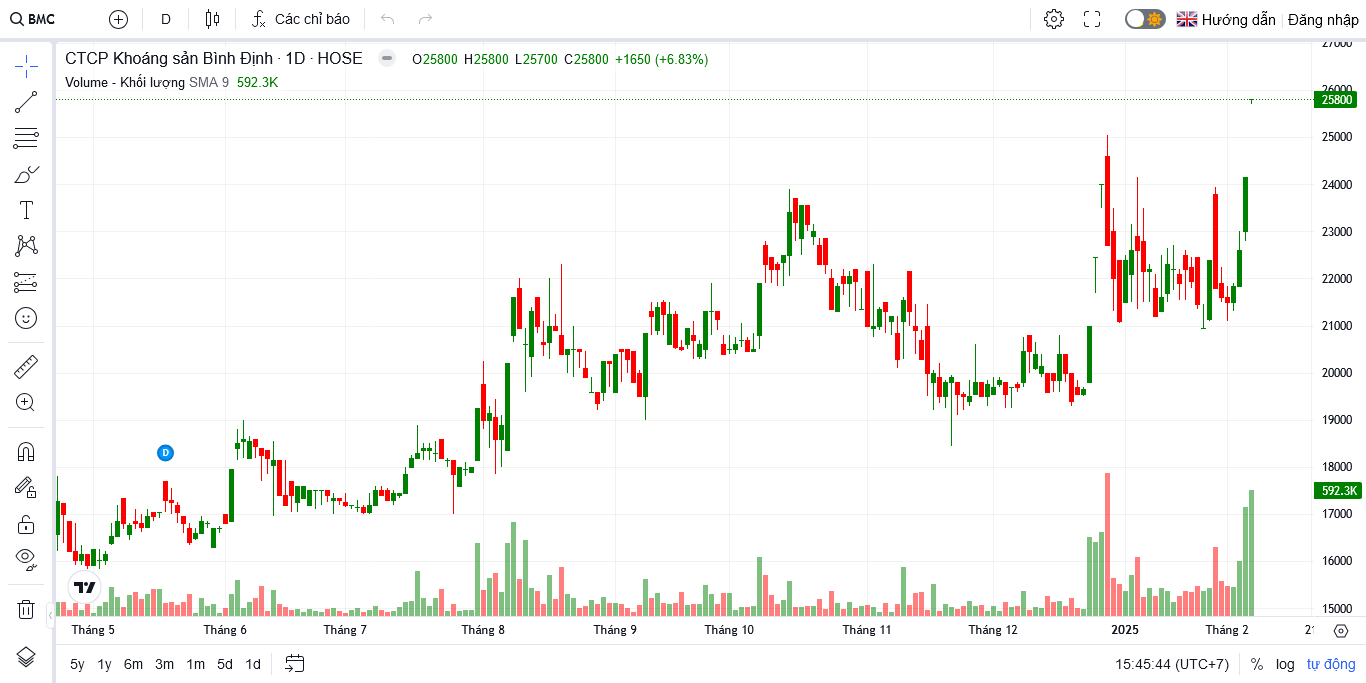 BMC
D
Các chỉ báo
Hướng dẫn
Đăng nhập
CTCP Khoáng sản Bình Định · 1D · HOSE
O25800 H25800 L25700 C25800 +1650 (+6.83%)
Volume - Khối lượng SMA 9 592.3K
27000
26000
25800
25000
24000
23000
22000
21000
20000
19000
18000
592.3K
17000
16000
15000
D
Tháng 5
Tháng 6
Tháng 7
Tháng 8
Tháng 9
Tháng 10
Tháng 11
Tháng 12
2025
Tháng 2
5y 1y 6m 3m 1m 5d 1d
15:45:44 (UTC+7)
%
log
tự động